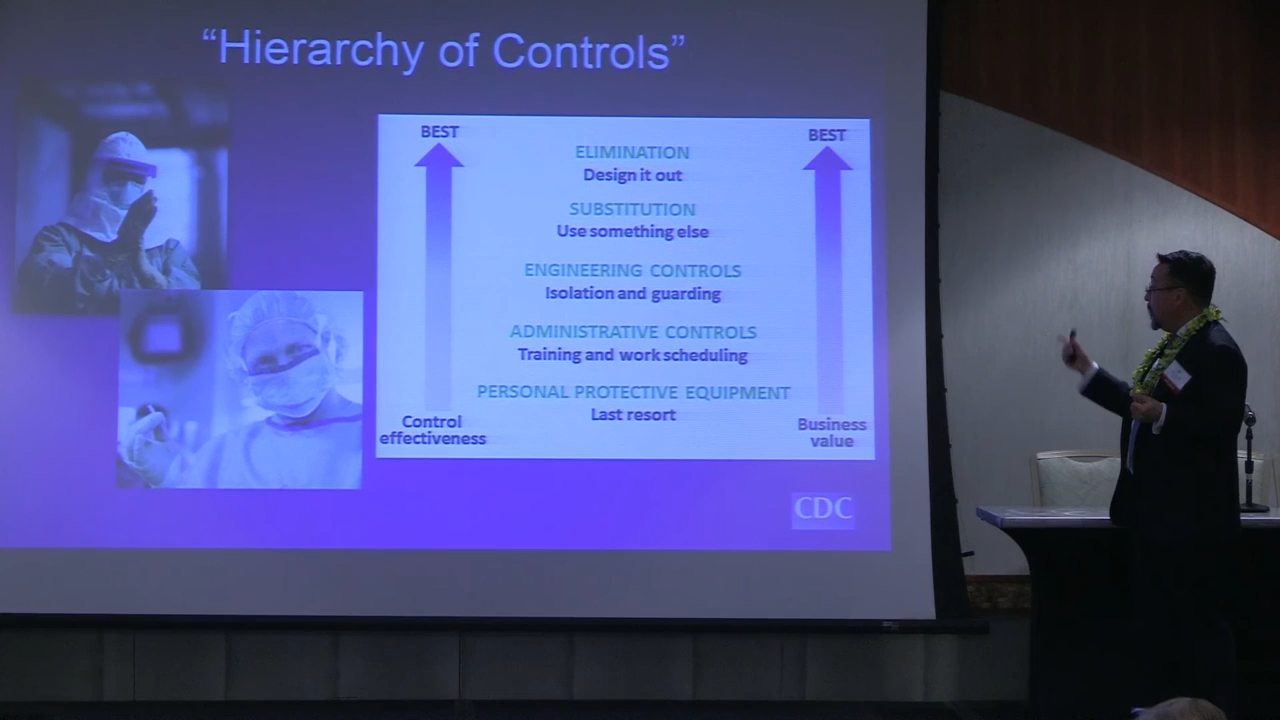 “Hierarchy of Controls”
BEST
BEST
ELIMINATION
Design it out
SUBSTITUTION
Use something else
ENGINEERING CONTROLS
Isolation and guarding
ADMINISTRATIVE CONTROLS
Training and work scheduling
PERSONAL PROTECTIVE EQUIPMENT
Last resort
Control
effectiveness
Business
value
CDC